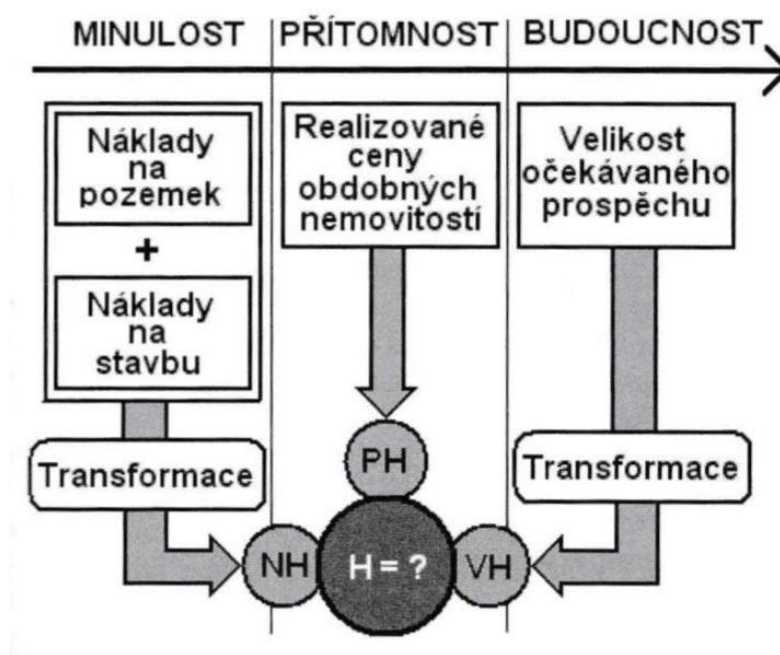 MINULOST
PŘÍTOMNOST
BUDOUCNOST
Náklady
na
pozemek
+
Náklady
na
stavbu
Realizované
ceny
obdobných
nemovitostí
Velikost
očekávaného
prospěchu
Transformace
PH
Transformace
NH
H = ?
VH